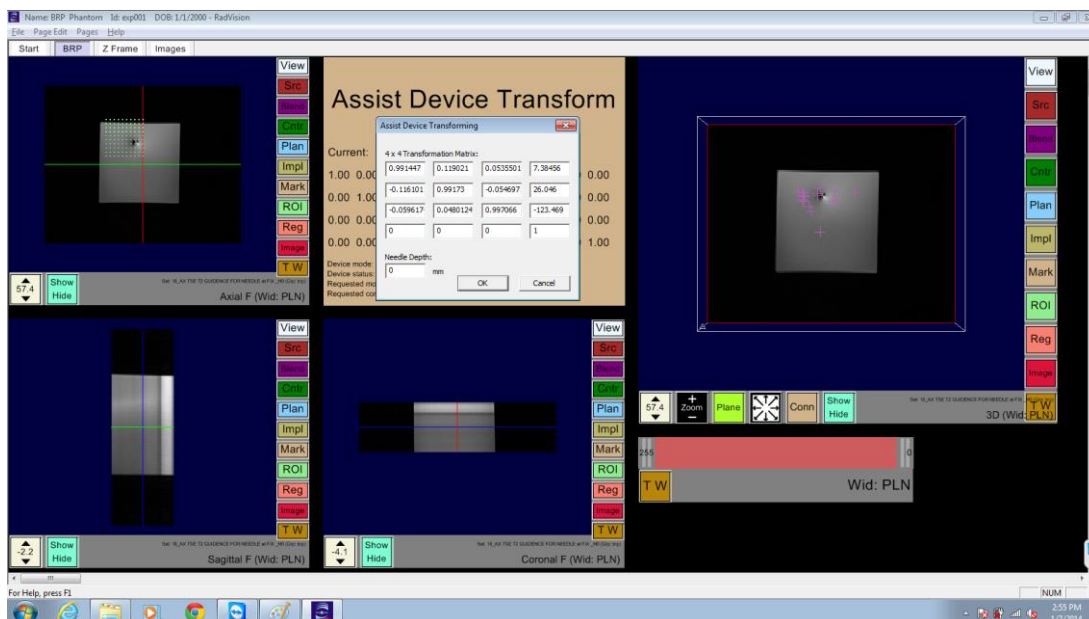 Name: BRP Phantom Id: exp001 DOB: 1/1/2000 - RadVision
File Page Edit Pages Help
Start BRP Z Frame Images
View
Src
Blend
Cntr
Plan
Impl
Mark
ROI
Reg
Image
T W
57.4
Show
Hide
Axial F (Wid: PLN)
Assist Device Transform
Current:
1.00 0.00
0.00 1.00
0.00 0.00
0.00 0.00
0.00
0.00
0.00
1.00
Device mode:
Device status:
Assist Device Transforming
4 x 4 Transformation Matrix:
0.991447 0.119021 0.0535501 7.38456
-0.116101 0.99173 -0.054697 26.046
-0.059617 0.0480124 0.997066 -123.469
0 0 0 1
Needle Depth:
0 mm
OK Cancel
View
Src
Blend
Cntr
Plan
Impl
Mark
ROI
Reg
Image
T W
57.4
Zoom
Plane
Conn
Show
Hide
3D (Wid: PLN)
View
Src
Blend
Cntr
Plan
Impl
Mark
ROI
Reg
Image
T W
-2.2
Show
Hide
Sagittal F (Wid: PLN)
View
Src
Blend
Cntr
Plan
Impl
Mark
ROI
Reg
Image
T W
-4.1
Show
Hide
Coronal F (Wid: PLN)
255 0
T W
Wid: PLN
For Help, press F1
NUM
2:55 PM